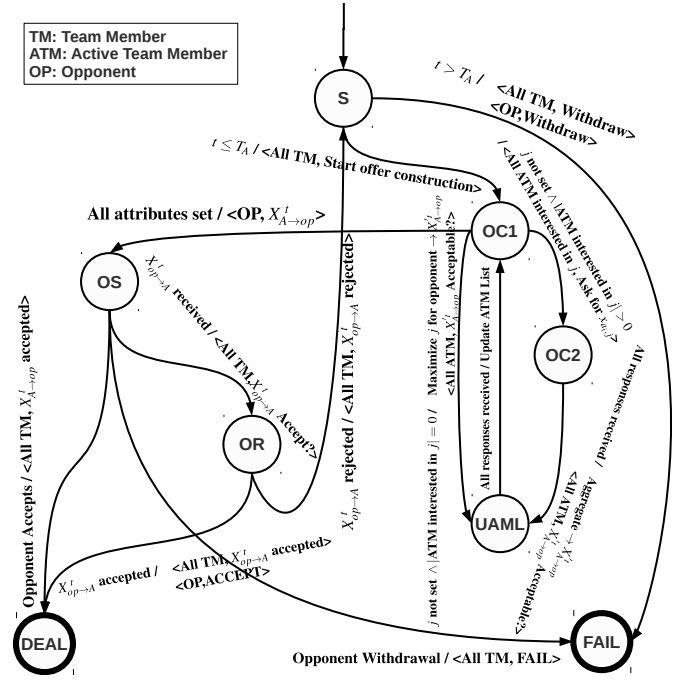 TM: Team Member
ATM: Active Team Member
OP: Opponent
S
t > T_A / <All TM, Withdraw>
<OP,Withdraw>
t ≤ T_A / <All TM, Start offer construction>
j not set ∧ |ATM interested in j| > 0
/ <All ATM interested in j, Ask for x_{a_i,j}>
All attributes set / <OP, X^t_{A→op}>
OC1
OS
X^t_{op→A} received / <All TM, X^t_{op→A} Accept?>
OC2
OR
Opponent Accepts / <All TM, X^t_{A→op} accepted>
X^t_{op→A} rejected / <All TM, X^t_{op→A} rejected>
j not set ∧ |ATM interested in j| = 0 / Maximize j for opponent → X^t_{A→op}
<All ATM, X^t_{A→op} Acceptable?>
All responses received / Update ATM List
All responses received / Aggregate → X^t_{A→op}
<All ATM, X^t_{A→op} Acceptable?>
UAML
X^t_{op→A} accepted / <All TM, X^t_{op→A} accepted>
<OP,ACCEPT>
DEAL
FAIL
Opponent Withdrawal / <All TM, FAIL>